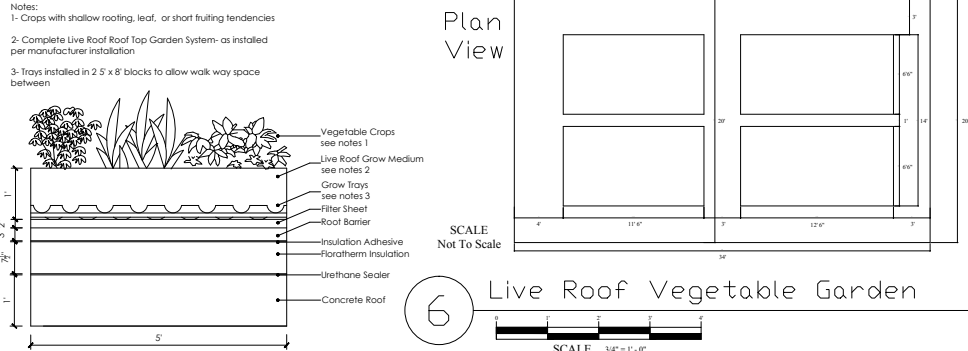 Notes:
1- Crops with shallow rooting, leaf, or short fruiting tendencies
2- Complete Live Roof Roof Top Garden System- as installed
per manufacturer installation
3- Trays installed in 2 5' x 8' blocks to allow walk way space
between
Vegetable Crops
see notes 1
Live Roof Grow Medium
see notes 2
Grow Trays
see notes 3
Filter Sheet
Root Barrier
Insulation Adhesive
Floratherm Insulation
Urethane Sealer
Concrete Roof
1'
2"
3"
1'
5'
Plan
View
3'
6'6"
20'
1'
14'
20'
6'6"
4'
11' 6"
3'
12' 6'
3'
34'
SCALE
Not To Scale
6
Live Roof Vegetable Garden
0 1' 2' 3' 4'
SCALE 3/4" = 1' - 0"